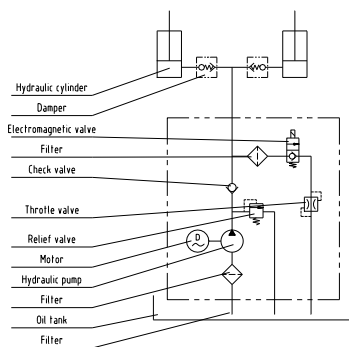 Hydraulic cylinder
Damper
Electromagnetic valve
Filter
Check valve
Throttle valve
Relief valve
Motor
D
Hydraulic pump
Filter
Oil tank
Filter